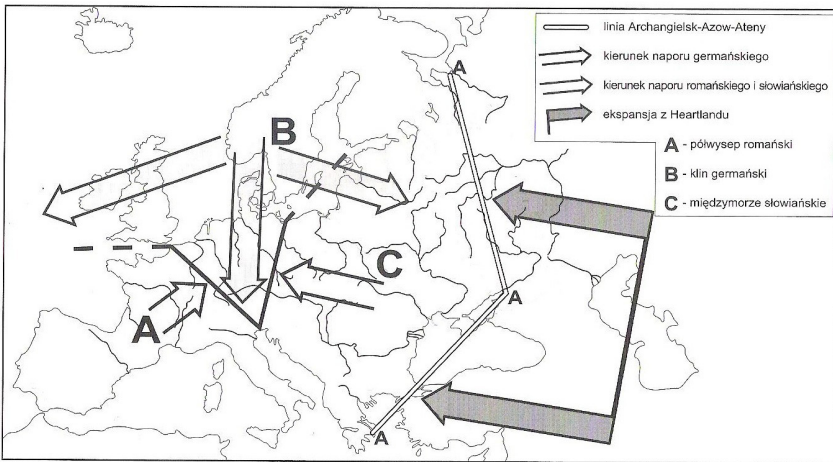 linia Archangielsk-Azow-Ateny
kierunek naporu germańskiego
kierunek naporu romańskiego i słowiańskiego
ekspansja z Heartlandu
A - półwysep romański
B - klin germański
C - międzymorze słowiańskie
A
B
C
A
A
A